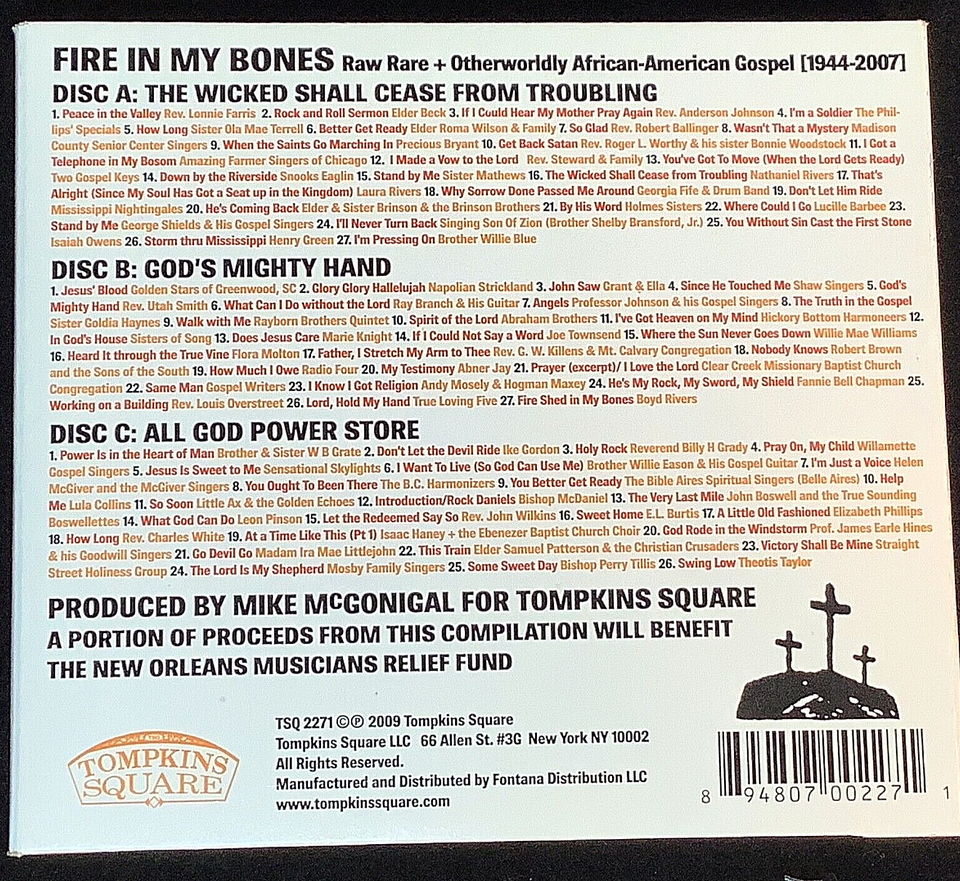 FIRE IN MY BONES Raw Rare + Otherworldly African-American Gospel [1944-2007]
DISC A: THE WICKED SHALL CEASE FROM TROUBLING
1. Peace in the Valley Rev. Lonnie Farris 2. Rock and Roll Sermon Elder Beck 3. If I Could Hear My Mother Pray Again Rev. Anderson Johnson 4. I'm a Soldier The Phil-
lips' Specials 5. How Long Sister Ola Mae Terrell 6. Better Get Ready Elder Roma Wilson & Family 7. So Glad Rev. Robert Ballinger 8. Wasn't That a Mystery Madison
County Senior Center Singers 9. When the Saints Go Marching In Precious Bryant 10. Get Back Satan Rev. Roger L. Worthy & his sister Bonnie Woodstock 11. I Got a
Telephone in My Bosom Amazing Farmer Singers of Chicago 12. I Made a Vow to the Lord Rev. Steward & Family 13. You've Got To Move (When the Lord Gets Ready)
Two Gospel Keys 14. Down by the Riverside Snooks Eaglin 15. Stand by Me Sister Mathews 16. The Wicked Shall Cease from Troubling Nathaniel Rivers 17. That's
Alright (Since My Soul Has Got a Seat up in the Kingdom) Laura Rivers 18. Why Sorrow Done Passed Me Around Georgia Fife & Drum Band 19. Don't Let Him Ride
Mississippi Nightingales 20. He's Coming Back Elder & Sister Brinson & the Brinson Brothers 21. By His Word Holmes Sisters 22. Where Could I Go Lucille Barbee 23.
Stand by Me George Shields & His Gospel Singers 24. I'll Never Turn Back Singing Son Of Zion (Brother Shelby Bransford, Jr.) 25. You Without Sin Cast the First Stone
Isaiah Owens 26. Storm thru Mississippi Henry Green 27. I'm Pressing On Brother Willie Blue
DISC B: GOD'S MIGHTY HAND
1. Jesus' Blood Golden Stars of Greenwood, SC 2. Glory Glory Hallelujah Napolian Strickland 3. John Saw Grant & Ella 4. Since He Touched Me Shaw Singers 5. God's
Mighty Hand Rev. Utah Smith 6. What Can I Do without the Lord Ray Branch & His Guitar 7. Angels Professor Johnson & his Gospel Singers 8. The Truth in the Gospel
Sister Goldia Haynes 9. Walk with Me Rayborn Brothers Quintet 10. Spirit of the Lord Abraham Brothers 11. I've Got Heaven on My Mind Hickory Bottom Harmoneers 12.
In God's House Sisters of Song 13. Does Jesus Care Marie Knight 14. If I Could Not Say a Word Joe Townsend 15. Where the Sun Never Goes Down Willie Mae Williams
16. Heard It through the True Vine Flora Molton 17. Father, I Stretch My Arm to Thee Rev. G. W. Killens & Mt. Calvary Congregation 18. Nobody Knows Robert Brown
and the Sons of the South 19. How Much I Owe Radio Four 20. My Testimony Abner Jay 21. Prayer (excerpt)/ I Love the Lord Clear Creek Missionary Baptist Church
Congregation 22. Same Man Gospel Writers 23. I Know I Got Religion Andy Mosely & Hogman Maxey 24. He's My Rock, My Sword, My Shield Fannie Bell Chapman 25.
Working on a Building Rev. Louis Overstreet 26. Lord, Hold My Hand True Loving Five 27. Fire Shed in My Bones Boyd Rivers
DISC C: ALL GOD POWER STORE
1. Power Is in the Heart of Man Brother & Sister W B Grate 2. Don't Let the Devil Ride Ike Gordon 3. Holy Rock Reverend Billy H Grady 4. Pray On, My Child Willamette
Gospel Singers 5. Jesus Is Sweet to Me Sensational Skylights 6. I Want To Live (So God Can Use Me) Brother Willie Eason & His Gospel Guitar 7. I'm Just a Voice Helen
McGiver and the McGiver Singers 8. You Ought To Been There The B.C. Harmonizers 9. You Better Get Ready The Bible Aires Spiritual Singers (Belle Aires) 10. Help
Me Lula Collins 11. So Soon Little Ax & the Golden Echoes 12. Introduction/Rock Daniels Bishop McDaniel 13. The Very Last Mile John Boswell and the True Sounding
Boswellettes 14. What God Can Do Leon Pinson 15. Let the Redeemed Say So Rev. John Wilkins 16. Sweet Home E.L. Burtis 17. A Little Old Fashioned Elizabeth Phillips
18. How Long Rev. Charles White 19. At a Time Like This (Pt 1) Isaac Haney + the Ebenezer Baptist Church Choir 20. God Rode in the Windstorm Prof. James Earle Hines
& his Goodwill Singers 21. Go Devil Go Madam Ira Mae Littlejohn 22. This Train Elder Samuel Patterson & the Christian Crusaders 23. Victory Shall Be Mine Straight
Street Holiness Group 24. The Lord Is My Shepherd Mosby Family Singers 25. Some Sweet Day Bishop Perry Tillis 26. Swing Low Theotis Taylor
PRODUCED BY MIKE McGONIGAL FOR TOMPKINS SQUARE
A PORTION OF PROCEEDS FROM THIS COMPILATION WILL BENEFIT
THE NEW ORLEANS MUSICIANS RELIEF FUND
TOMPKINS
SQUARE
TSQ 2271 ©℗ 2009 Tompkins Square
Tompkins Square LLC 66 Allen St. #3G New York NY 10002
All Rights Reserved.
Manufactured and Distributed by Fontana Distribution LLC
www.tompkinssquare.com
8 94807 00227 1